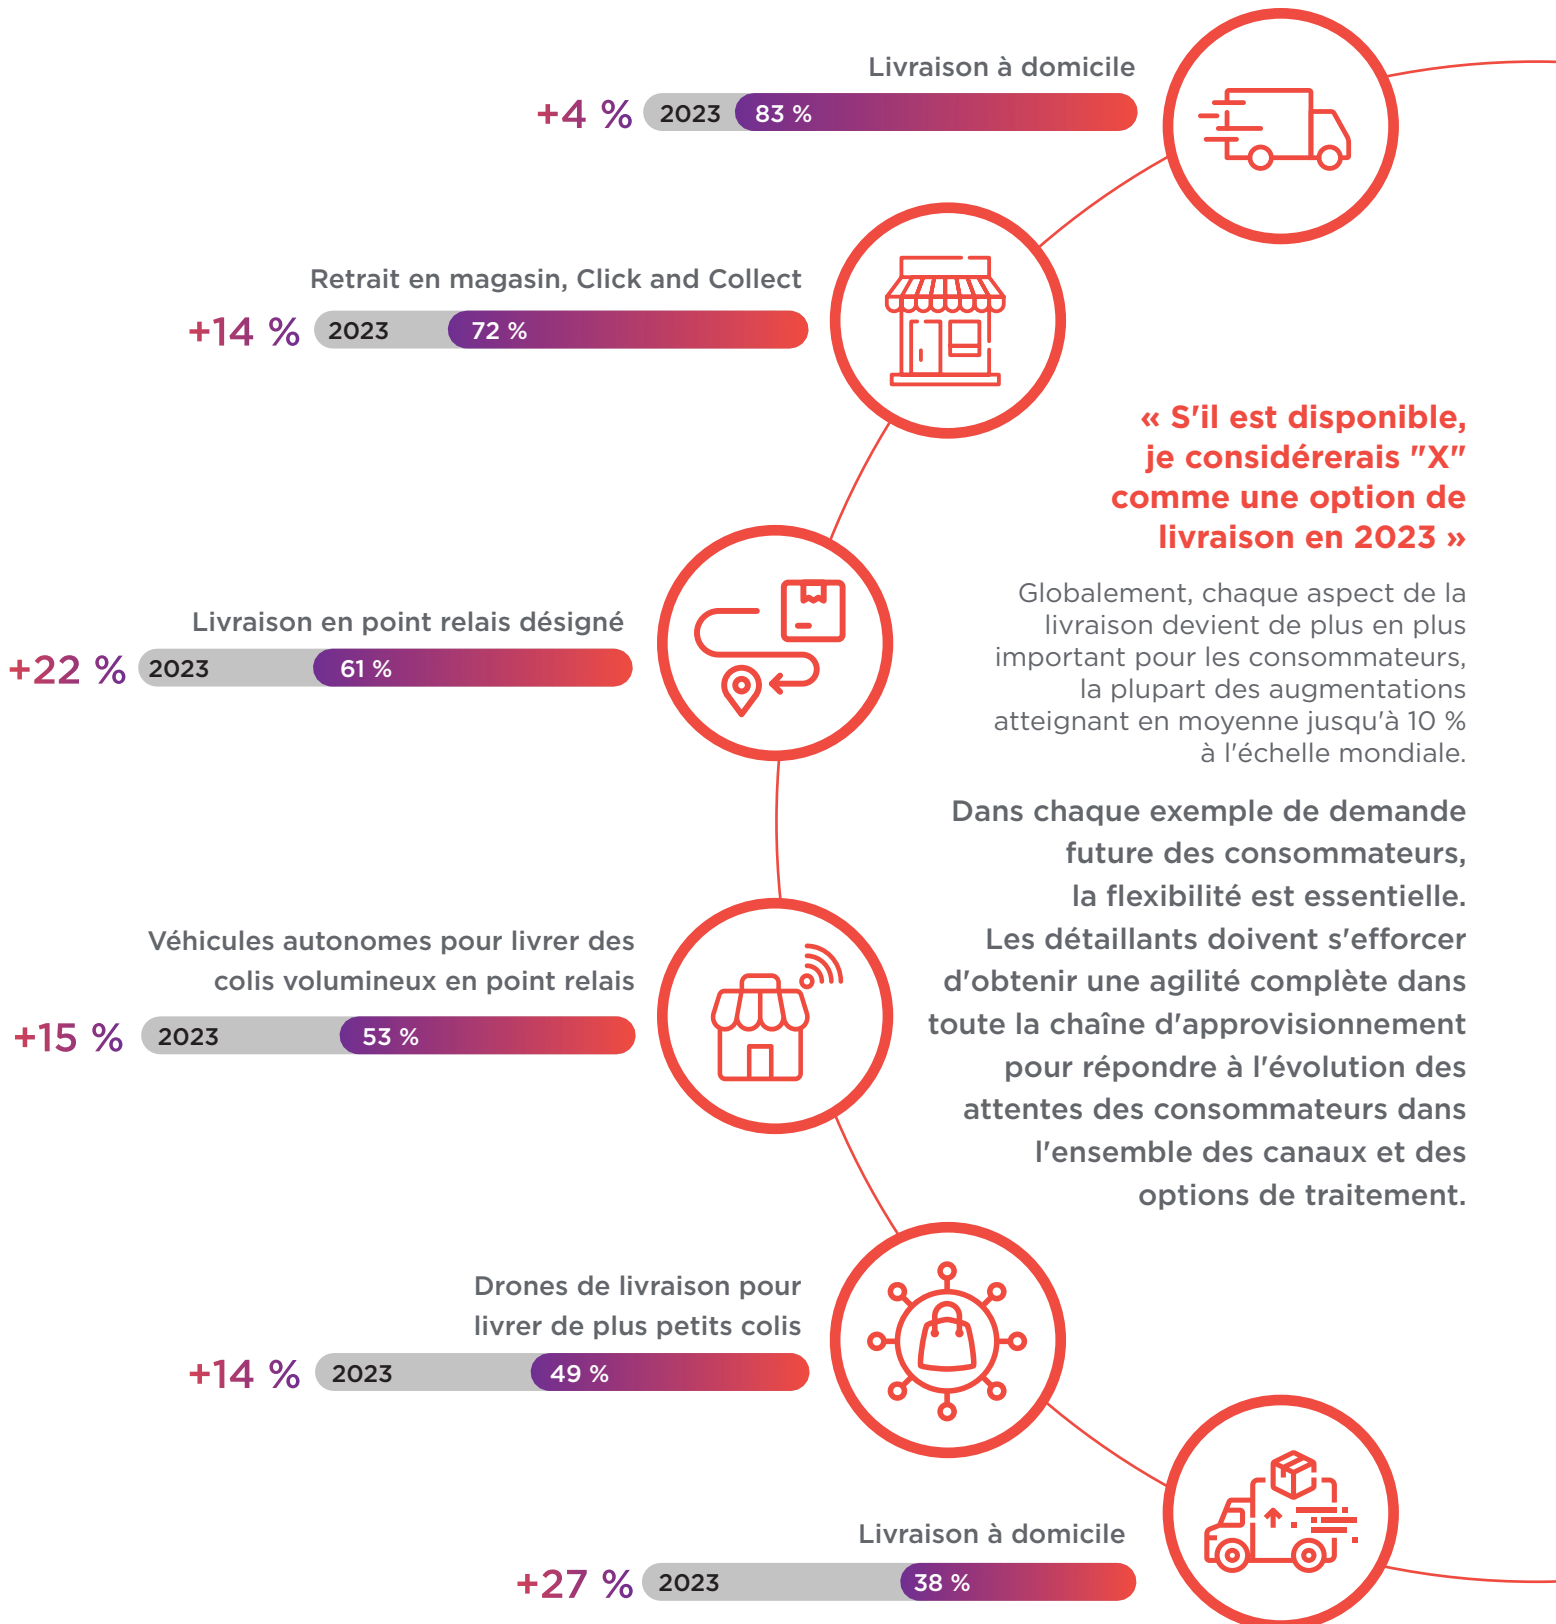 Livraison à domicile
+4 % 2023 83 %
Retrait en magasin, Click and Collect
+14 % 2023 72 %
« S'il est disponible,
je considérerais "X"
comme une option de
livraison en 2023 »
Globalement, chaque aspect de la
livraison devient de plus en plus
important pour les consommateurs,
la plupart des augmentations
atteignant en moyenne jusqu'à 10 %
à l'échelle mondiale.
Livraison en point relais désigné
+22 % 2023 61 %
Dans chaque exemple de demande
future des consommateurs,
la flexibilité est essentielle.
Les détaillants doivent s'efforcer
d'obtenir une agilité complète dans
toute la chaîne d'approvisionnement
pour répondre à l'évolution des
attentes des consommateurs dans
l'ensemble des canaux et des
options de traitement.
Véhicules autonomes pour livrer des
colis volumineux en point relais
+15 % 2023 53 %
Drones de livraison pour
livrer de plus petits colis
+14 % 2023 49 %
Livraison à domicile
+27 % 2023 38 %